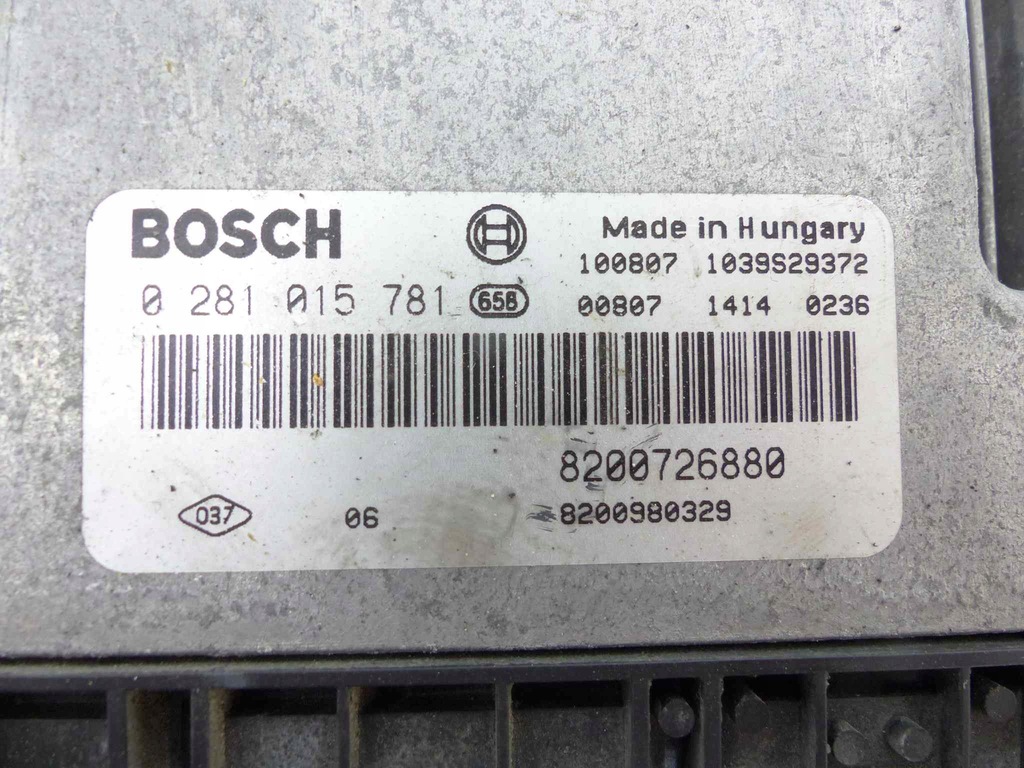 BOSCH
Made in Hungary
100807 1039S29372
0 281 015 781 658
00807 1414 0236
8200726880
037 06 8200980329